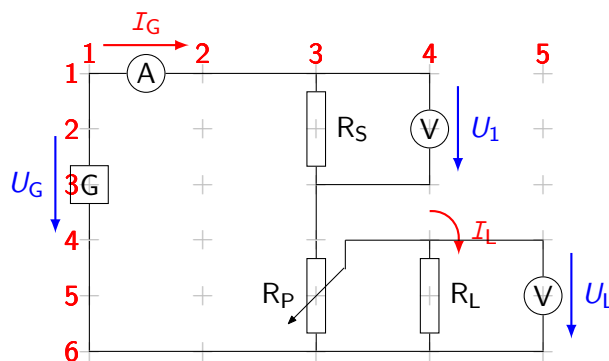 I_G
1 2 3 4 5
1 A
2 R_S V U_1
U_G 3 G
4 I_L
5 R_P R_L V U_L
6